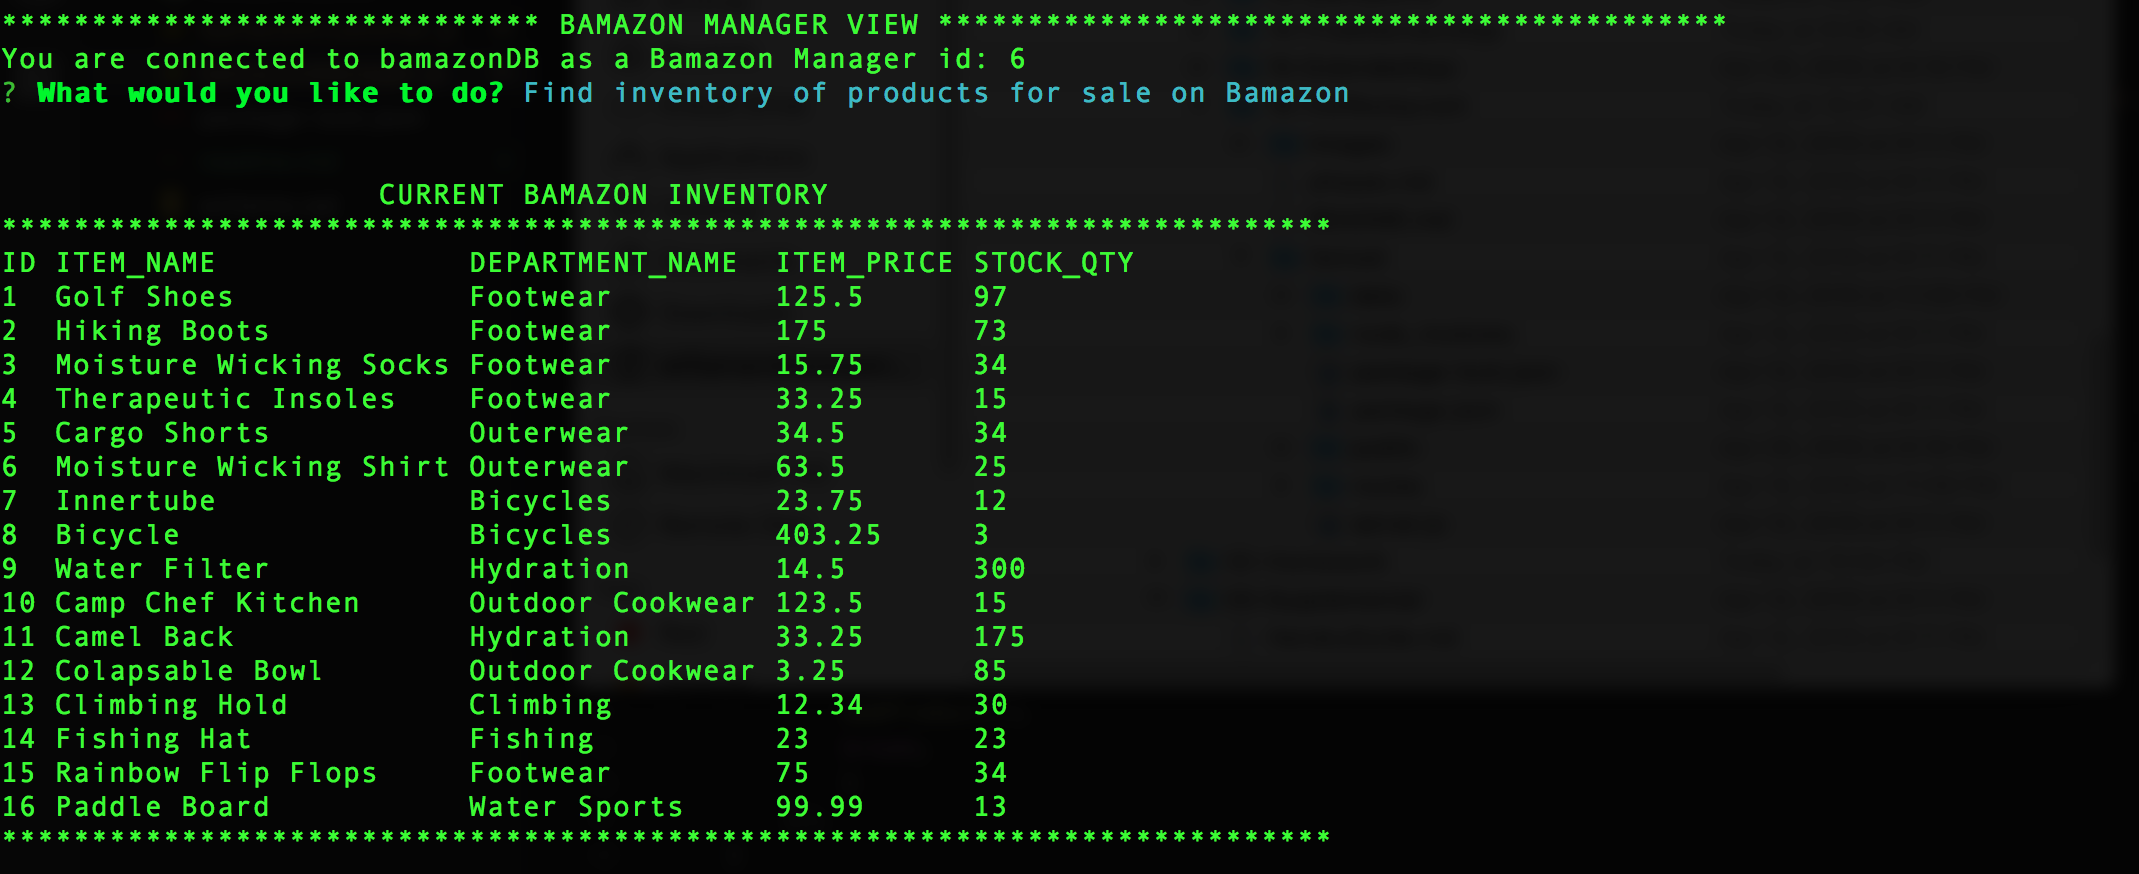 ****************************** BAMAZON MANAGER VIEW ********************************************
You are connected to bamazonDB as a Bamazon Manager id: 6
? What would you like to do? Find inventory of products for sale on Bamazon
CURRENT BAMAZON INVENTORY
**************************************************************************
ID ITEM_NAME DEPARTMENT_NAME ITEM_PRICE STOCK_QTY
1 Golf Shoes Footwear 125.5 97
2 Hiking Boots Footwear 175 73
3 Moisture Wicking Socks Footwear 15.75 34
4 Therapeutic Insoles Footwear 33.25 15
5 Cargo Shorts Outerwear 34.5 34
6 Moisture Wicking Shirt Outerwear 63.5 25
7 Innertube Bicycles 23.75 12
8 Bicycle Bicycles 403.25 3
9 Water Filter Hydration 14.5 300
10 Camp Chef Kitchen Outdoor Cookwear 123.5 15
11 Camel Back Hydration 33.25 175
12 Colapsable Bowl Outdoor Cookwear 3.25 85
13 Climbing Hold Climbing 12.34 30
14 Fishing Hat Fishing 23 23
15 Rainbow Flip Flops Footwear 75 34
16 Paddle Board Water Sports 99.99 13
**************************************************************************